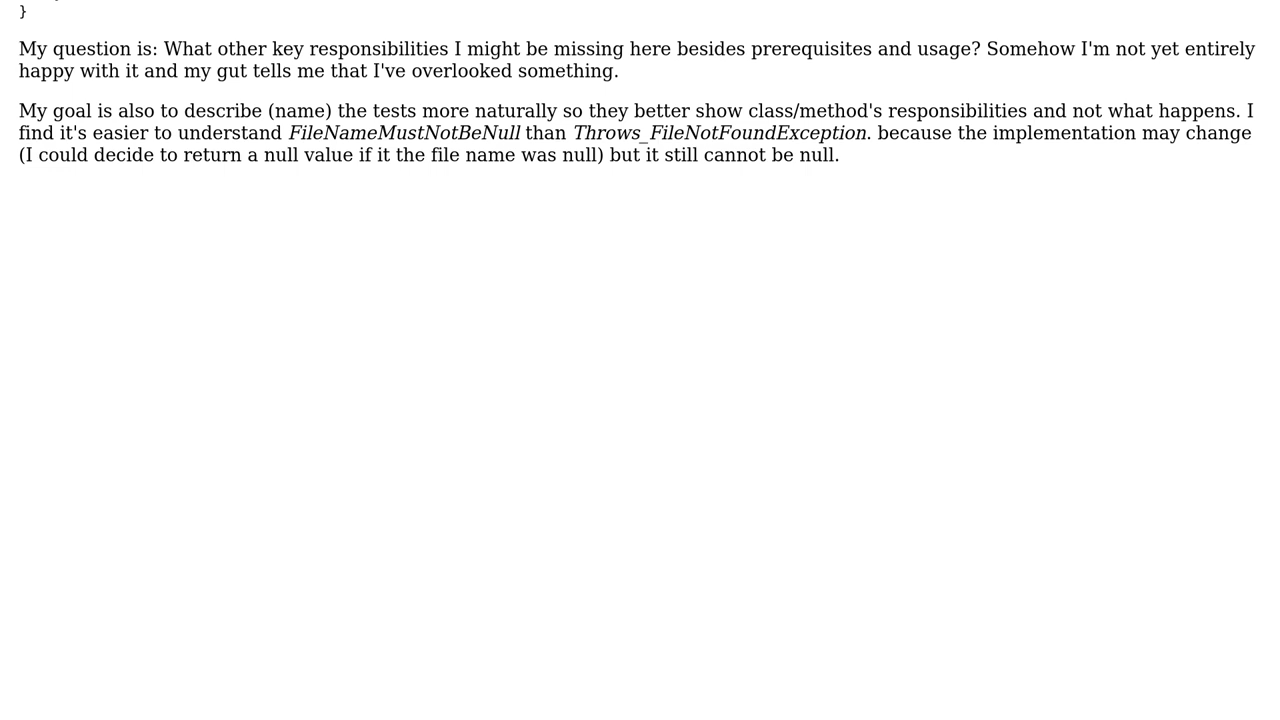 }
My question is: What other key responsibilities I might be missing here besides prerequisites and usage? Somehow I'm not yet entirely
happy with it and my gut tells me that I've overlooked something.
My goal is also to describe (name) the tests more naturally so they better show class/method's responsibilities and not what happens. I
find it's easier to understand FileNameMustNotBeNull than Throws_FileNotFoundException. because the implementation may change
(I could decide to return a null value if it the file name was null) but it still cannot be null.